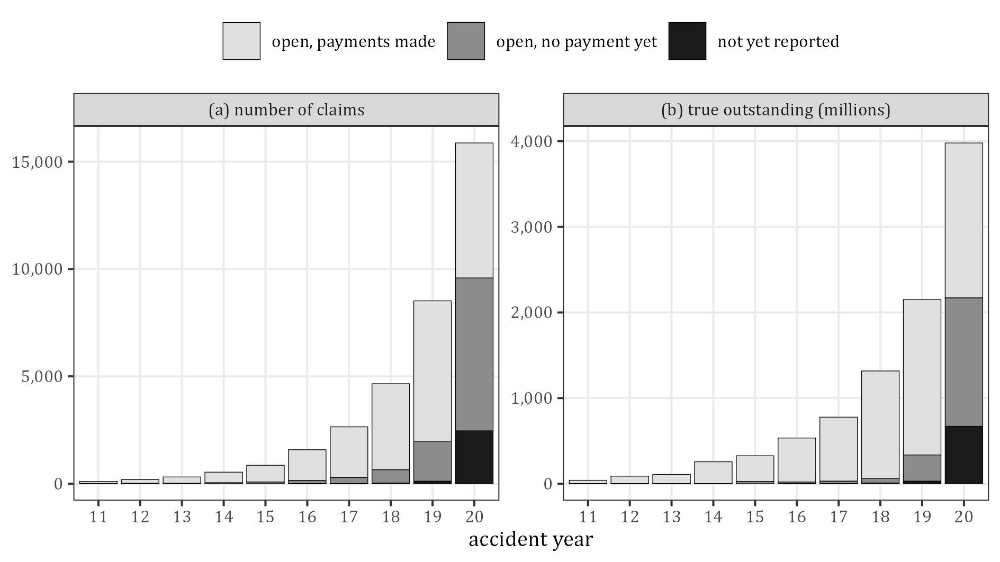 open, payments made open, no payment yet not yet reported
(a) number of claims
15,000
10,000
5,000
0
11 12 13 14 15 16 17 18 19 20
(b) true outstanding (millions)
4,000
3,000
2,000
1,000
0
11 12 13 14 15 16 17 18 19 20
accident year